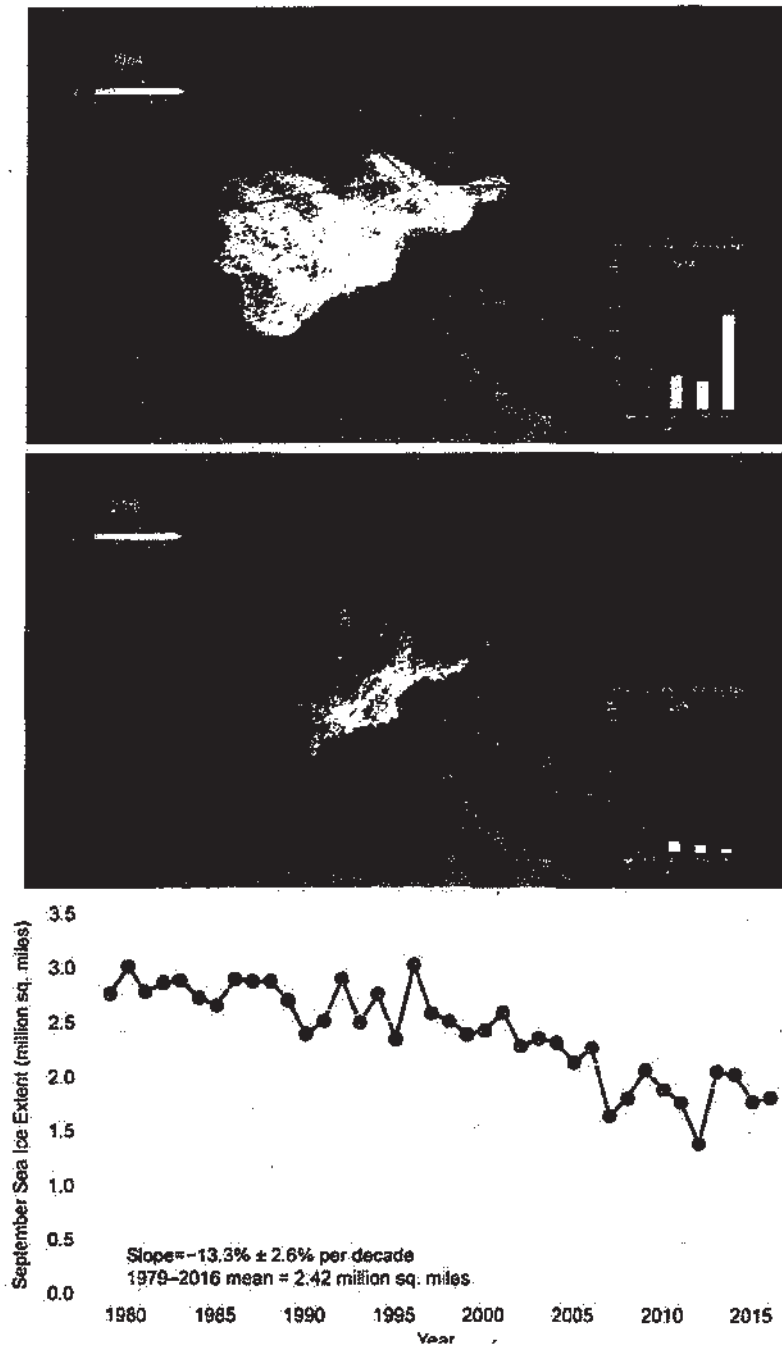 1984
3.5
3.0
2.5
2.0
1.5
1.0
0.5
0.0
September Sea Ice Extent (million sq. miles)
Slope=−13.3% ± 2.6% per decade
1979–2016 mean = 2.42 million sq. miles
1980 1985 1990 1995 2000 2005 2010 2015
Year